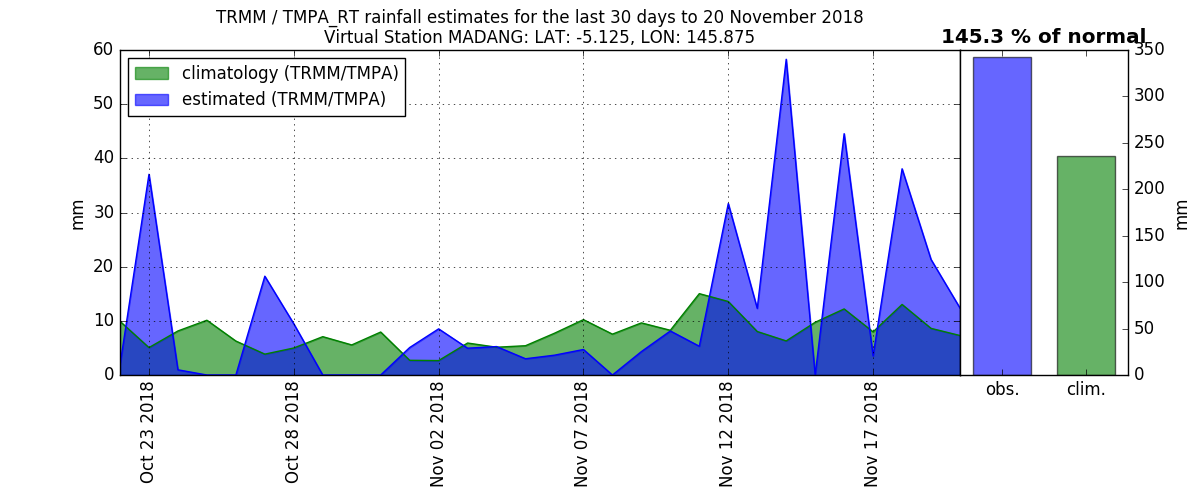 TRMM / TMPA_RT rainfall estimates for the last 30 days to 20 November 2018
Virtual Station MADANG: LAT: -5.125, LON: 145.875
145.3 % of normal
climatology (TRMM/TMPA)
estimated (TRMM/TMPA)
60
50
40
30
20
10
0
mm
Oct 23 2018
Oct 28 2018
Nov 02 2018
Nov 07 2018
Nov 12 2018
Nov 17 2018
obs.
clim.
350
300
250
200
150
100
50
0
mm